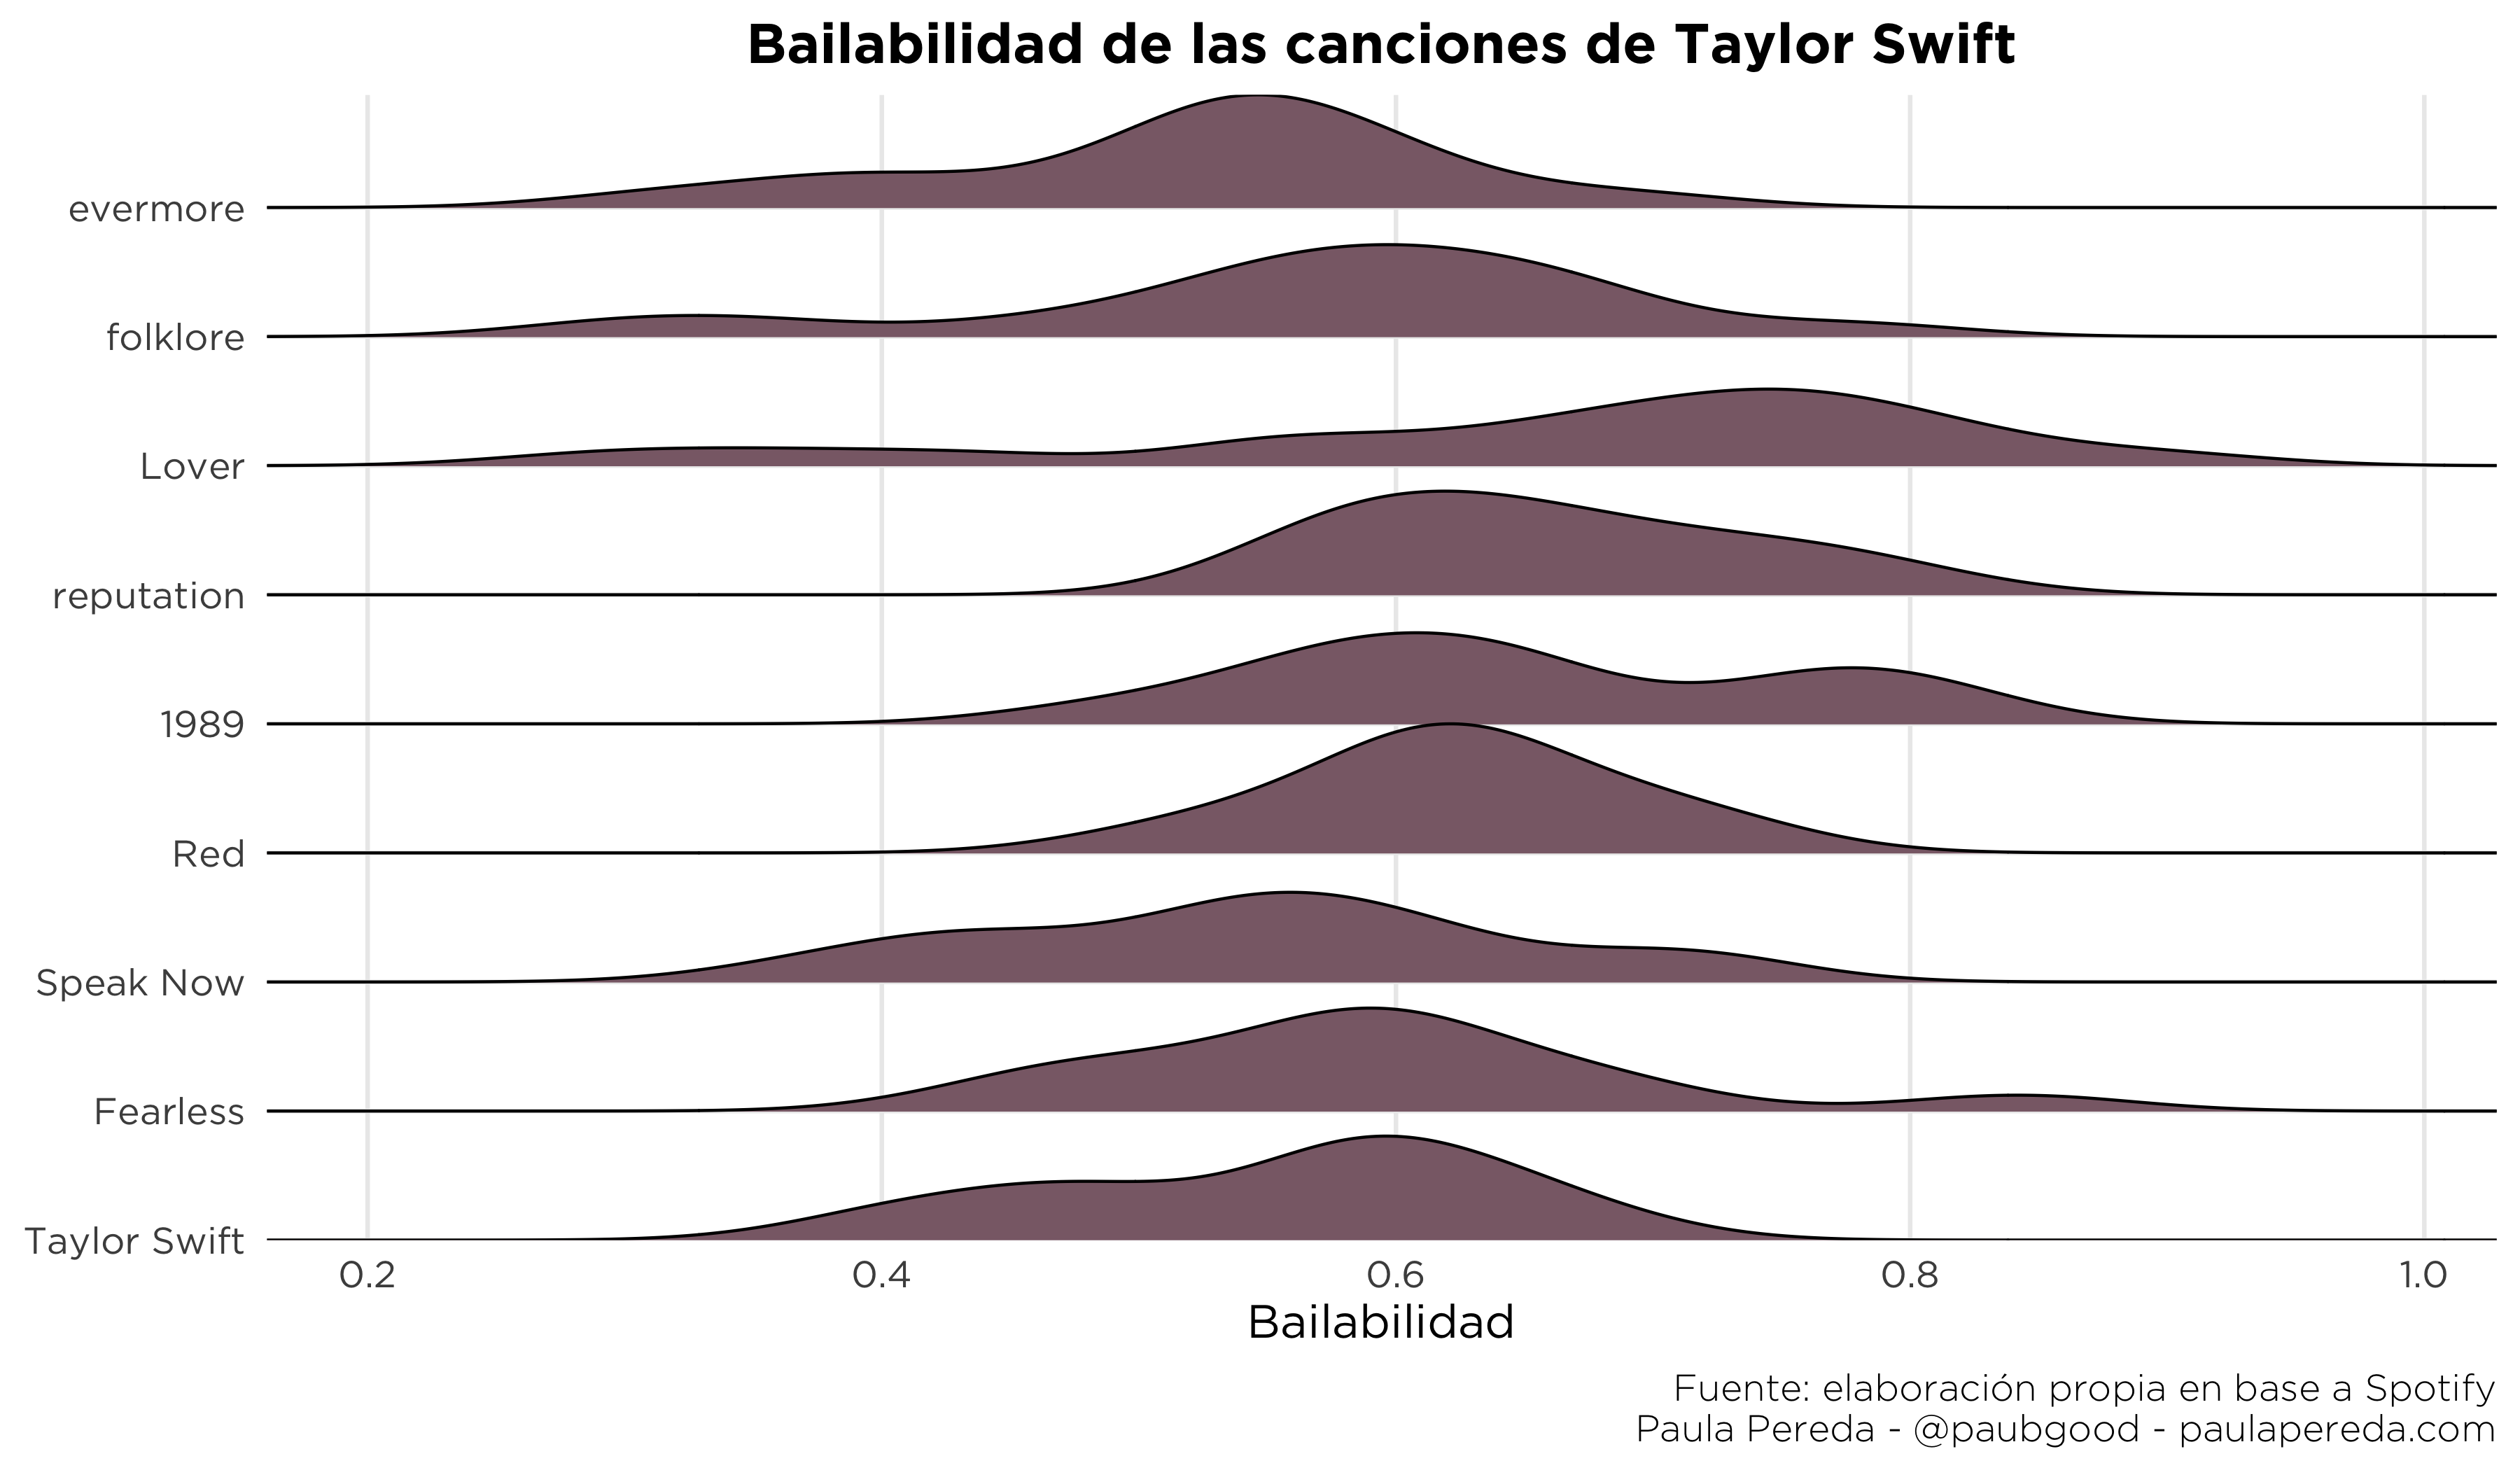 Bailabilidad de las canciones de Taylor Swift
evermore
folklore
Lover
reputation
1989
Red
Speak Now
Fearless
Taylor Swift
0.2 0.4 0.6 0.8 1.0
Bailabilidad
Fuente: elaboración propia en base a Spotify
Paula Pereda - @paubgood - paulapereda.com